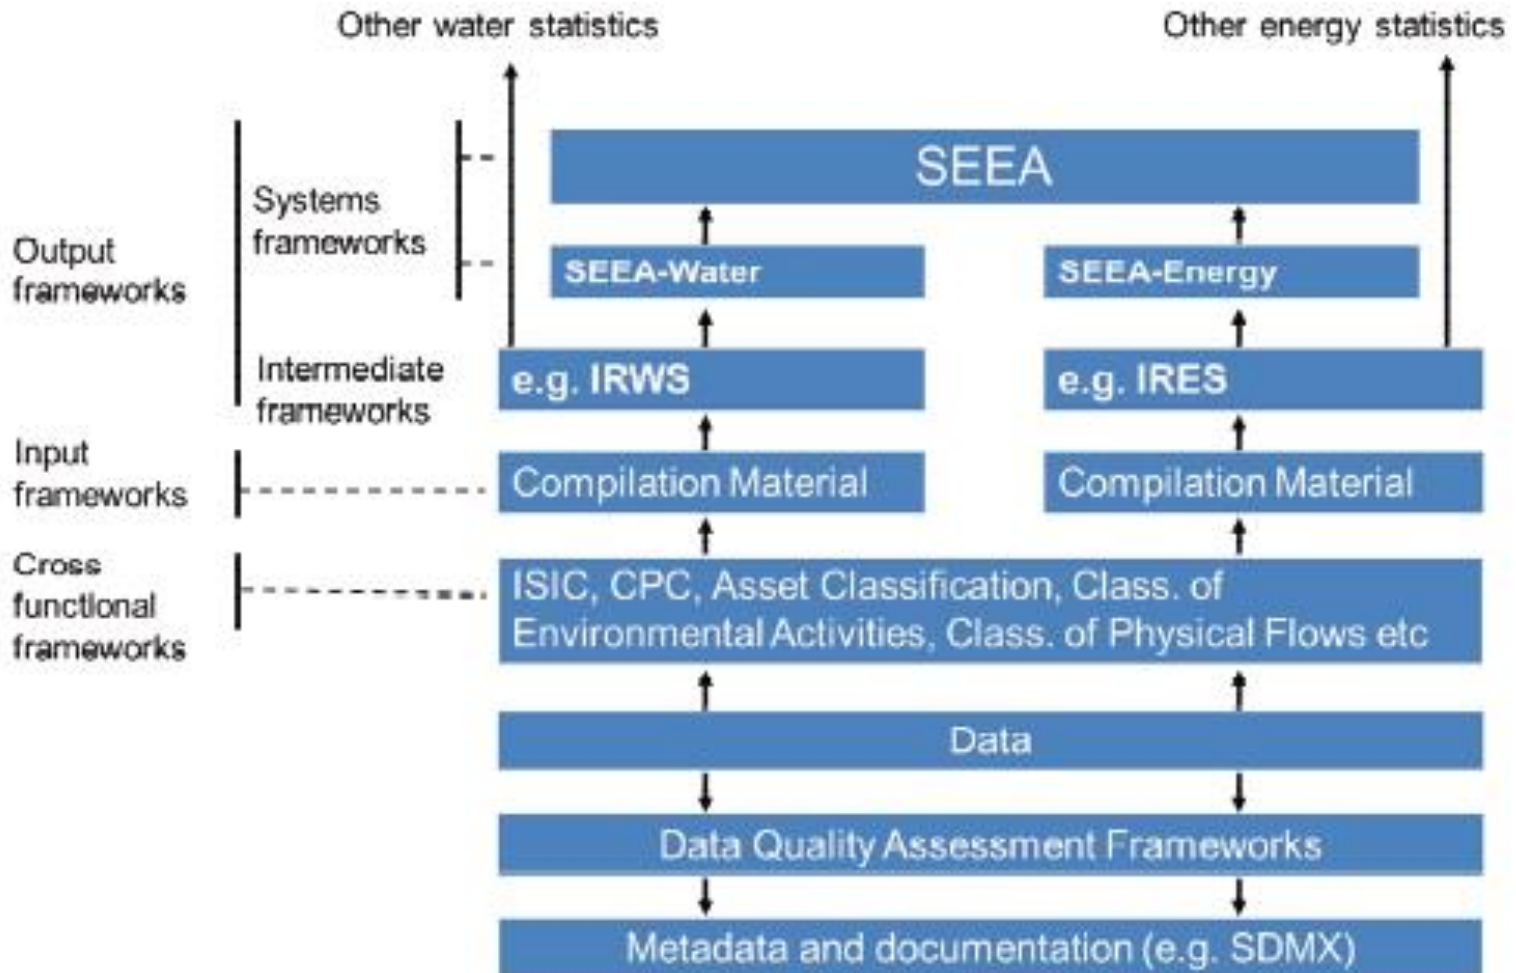 Other water statistics
Other energy statistics
SEEA
Systems
frameworks
Output
frameworks
SEEA-Water
SEEA-Energy
Intermediate
frameworks
e.g. IRWS
e.g. IRES
Input
frameworks
Compilation Material
Compilation Material
Cross
functional
frameworks
ISIC, CPC, Asset Classification, Class. of
Environmental Activities, Class. of Physical Flows etc
Data
Data Quality Assessment Frameworks
Metadata and documentation (e.g. SDMX)